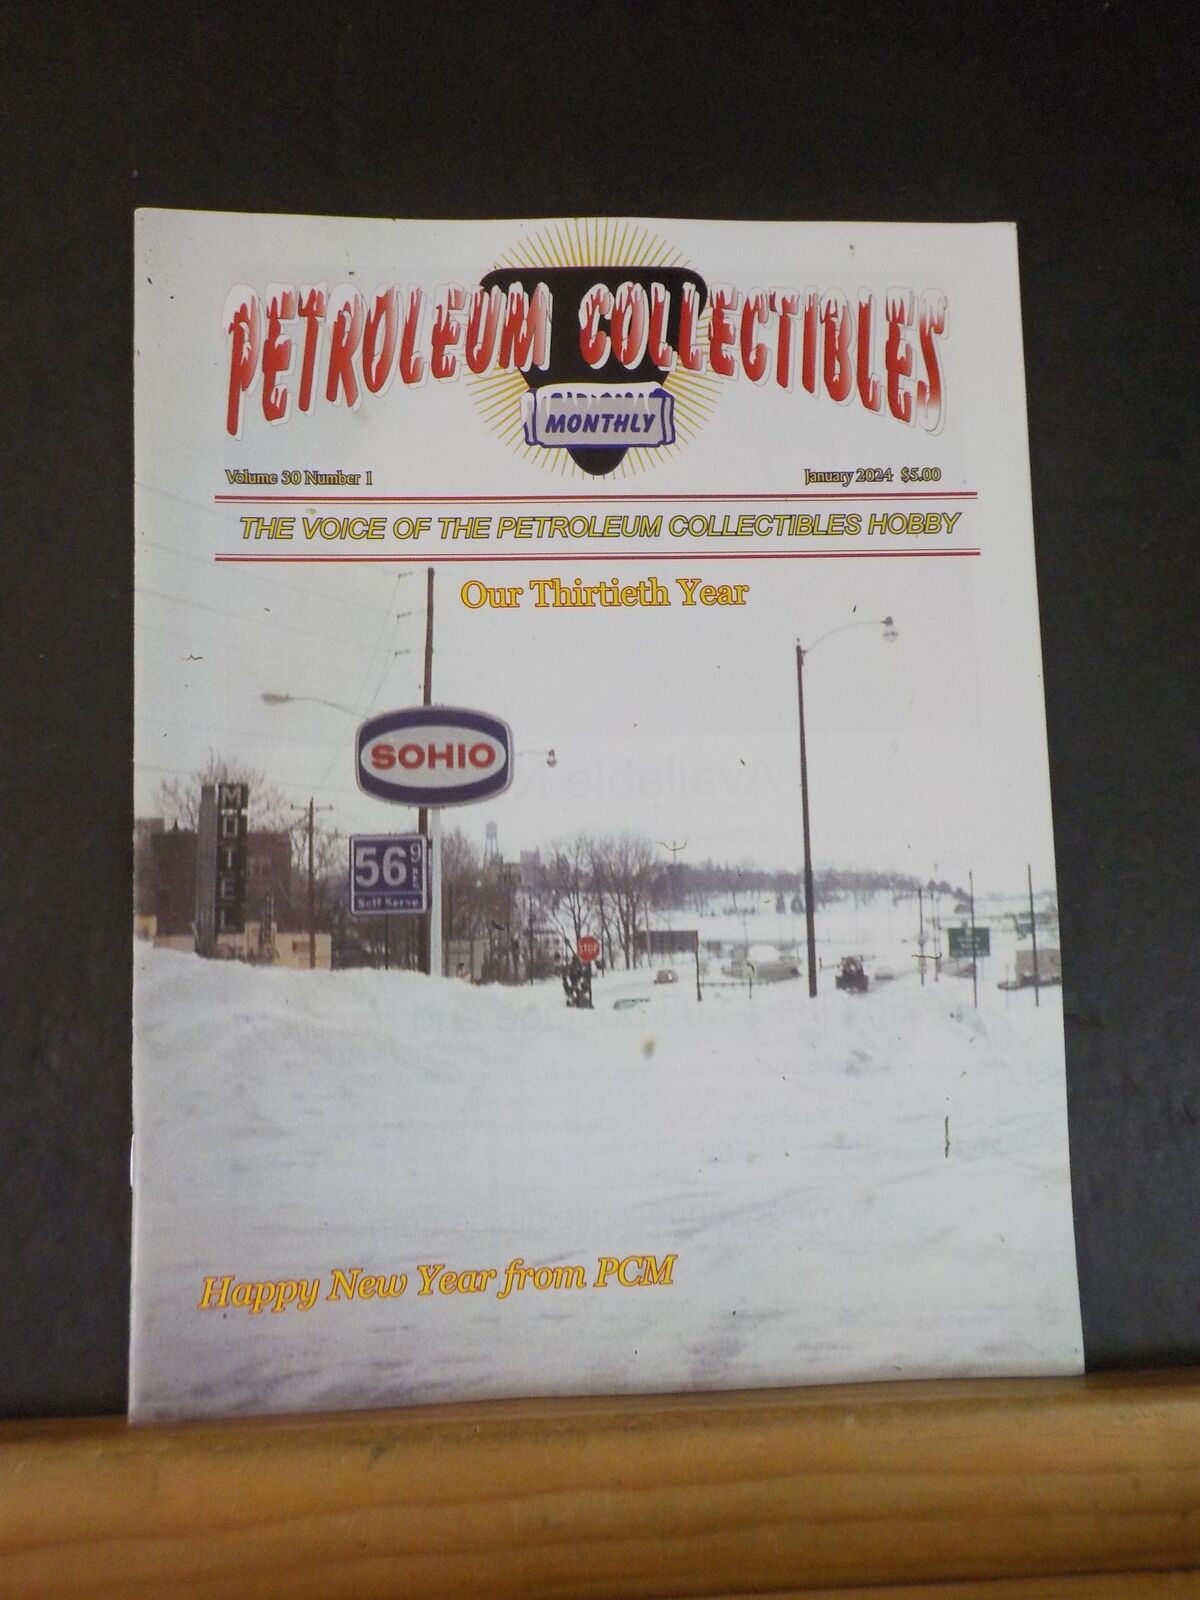 PETROLEUM COLLECTIBLES
MONTHLY
Volume 30 Number 1
January 2024 $5.00
THE VOICE OF THE PETROLEUM COLLECTIBLES HOBBY
Our Thirtieth Year
SOHIO
MOTEL
56 9
Self Serve
STOP
Happy New Year from PCM